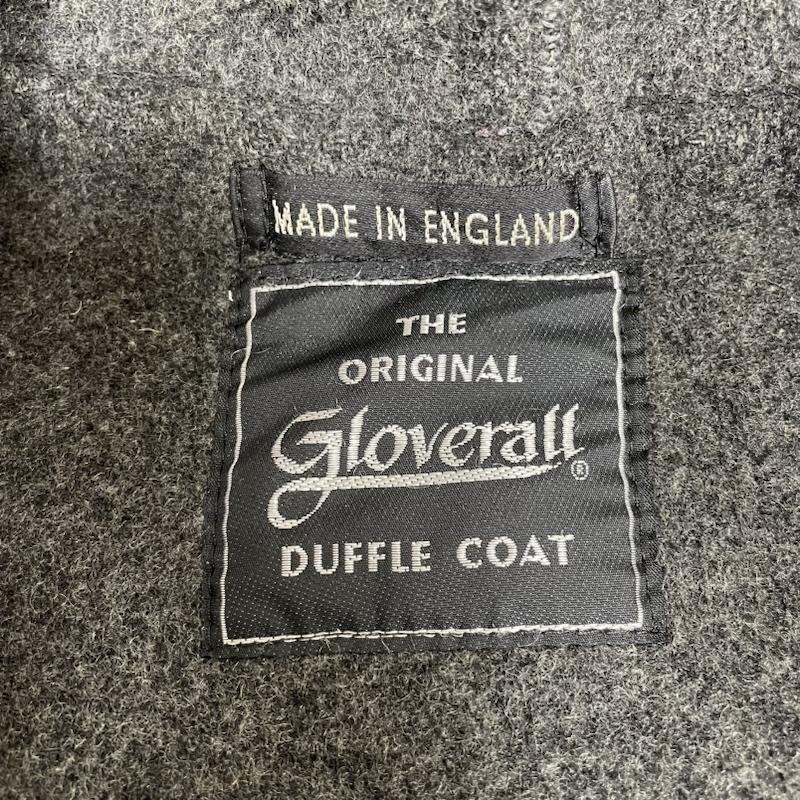 MADE IN ENGLAND
THE
ORIGINAL
Gloverall®
DUFFLE COAT